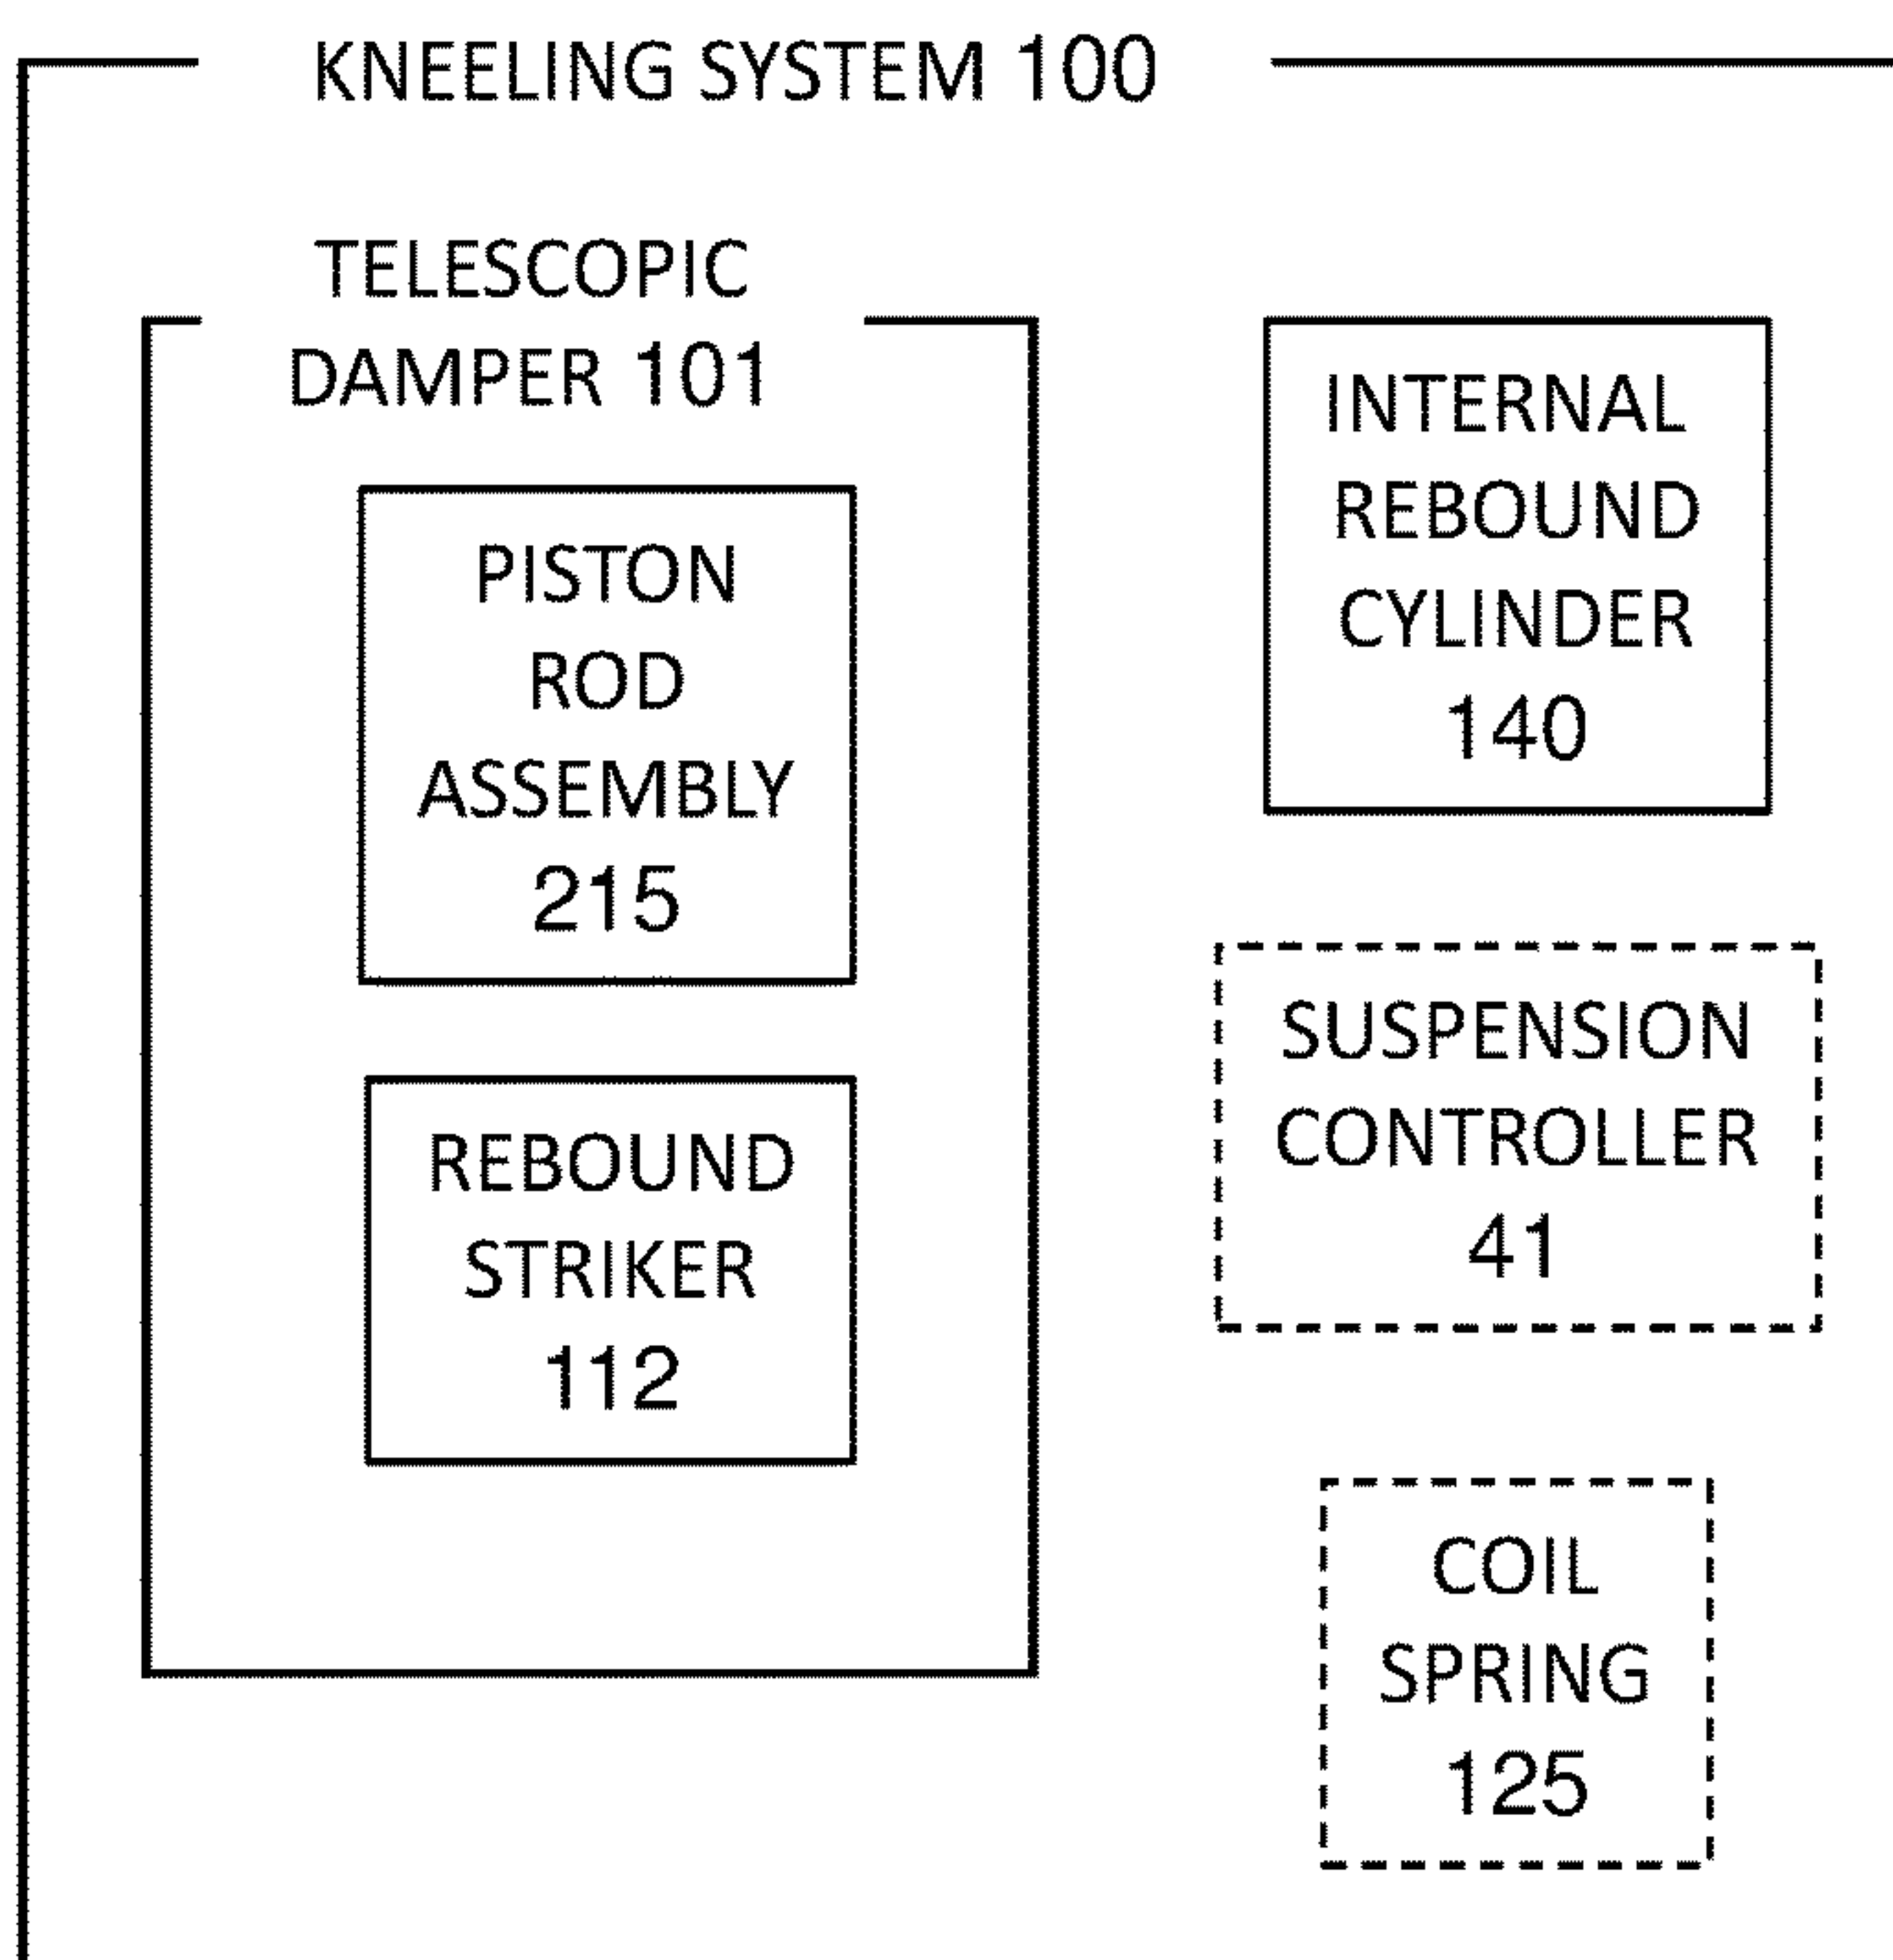 KNEELING SYSTEM 100
TELESCOPIC
DAMPER 101
PISTON
ROD
ASSEMBLY
215
REBOUND
STRIKER
112
INTERNAL
REBOUND
CYLINDER
140
SUSPENSION
CONTROLLER
41
COIL
SPRING
125